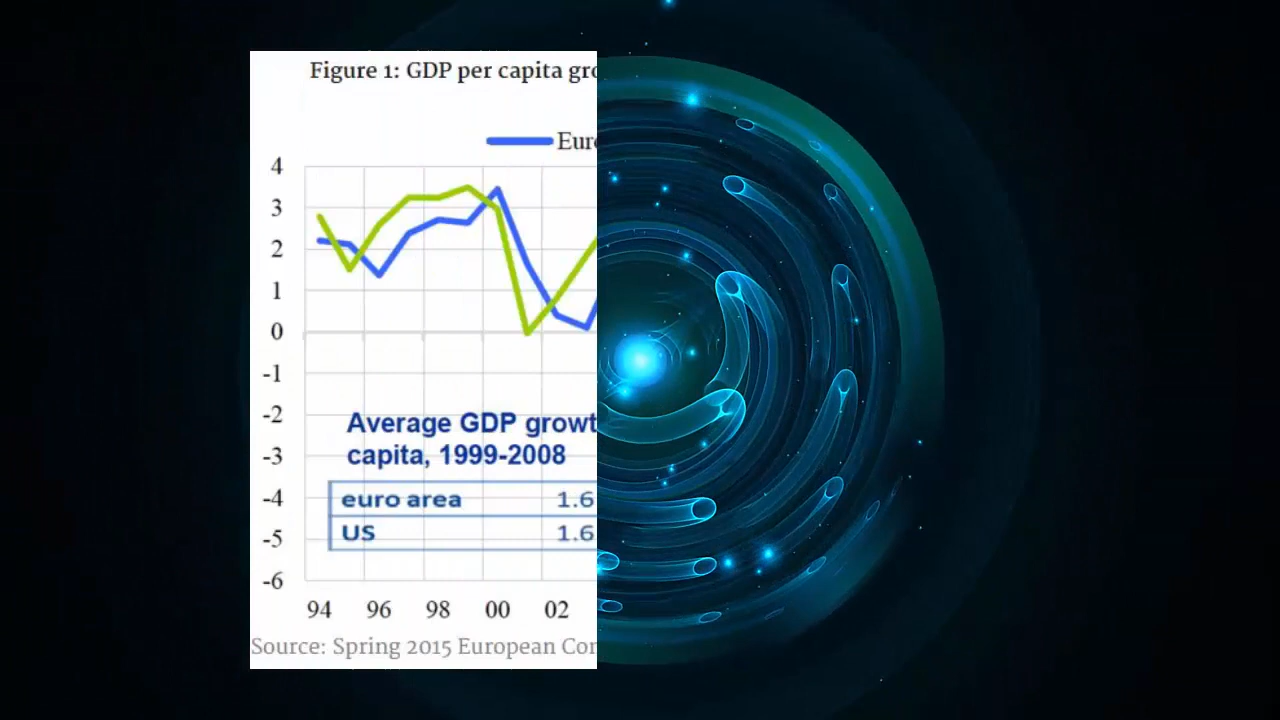 Figure 1: GDP per capita gro
Euro
4
3
2
1
0
-1
-2
-3
-4
-5
-6
Average GDP growt
capita, 1999-2008
euro area 1.6
US 1.6
94 96 98 00 02
Source: Spring 2015 European Con